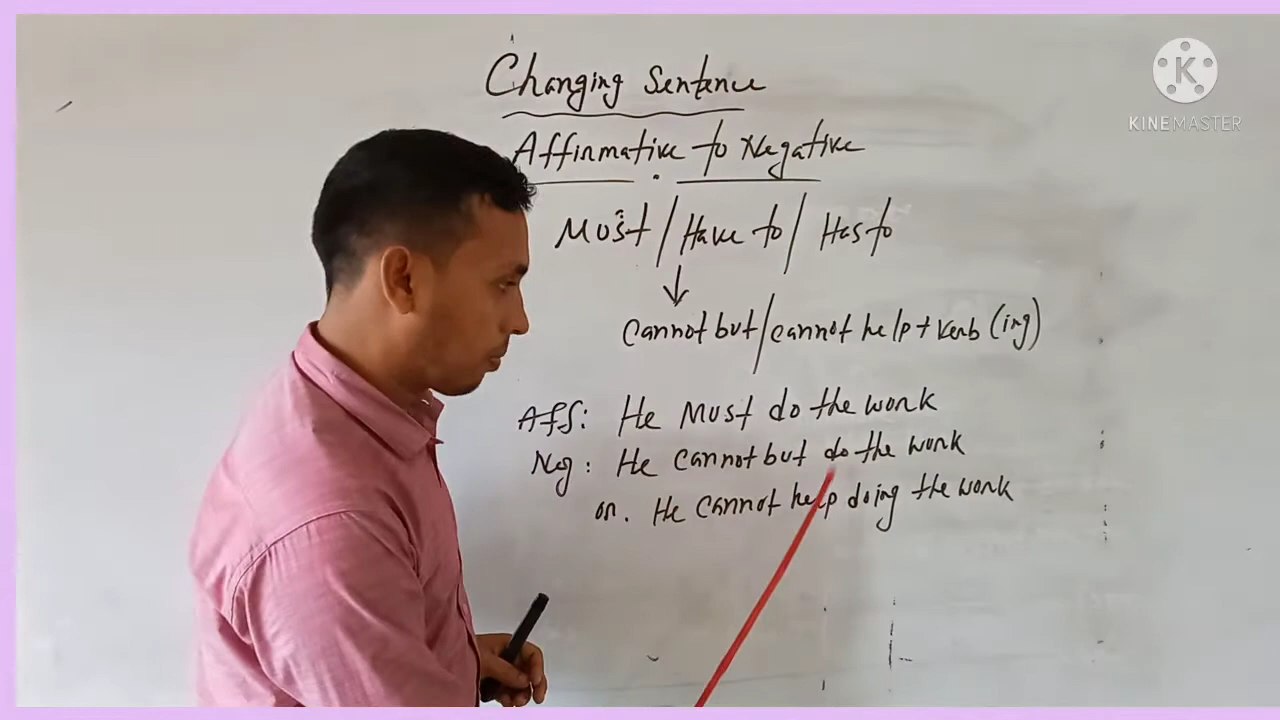 Changing Sentence
Affirmative to Negative
Must / Have to / Has to
Cannot but / cannot help + verb (ing)
Aff: He Must do the work
Neg: He cannot but do the work
or. He cannot help doing the work
K
KINEMASTER